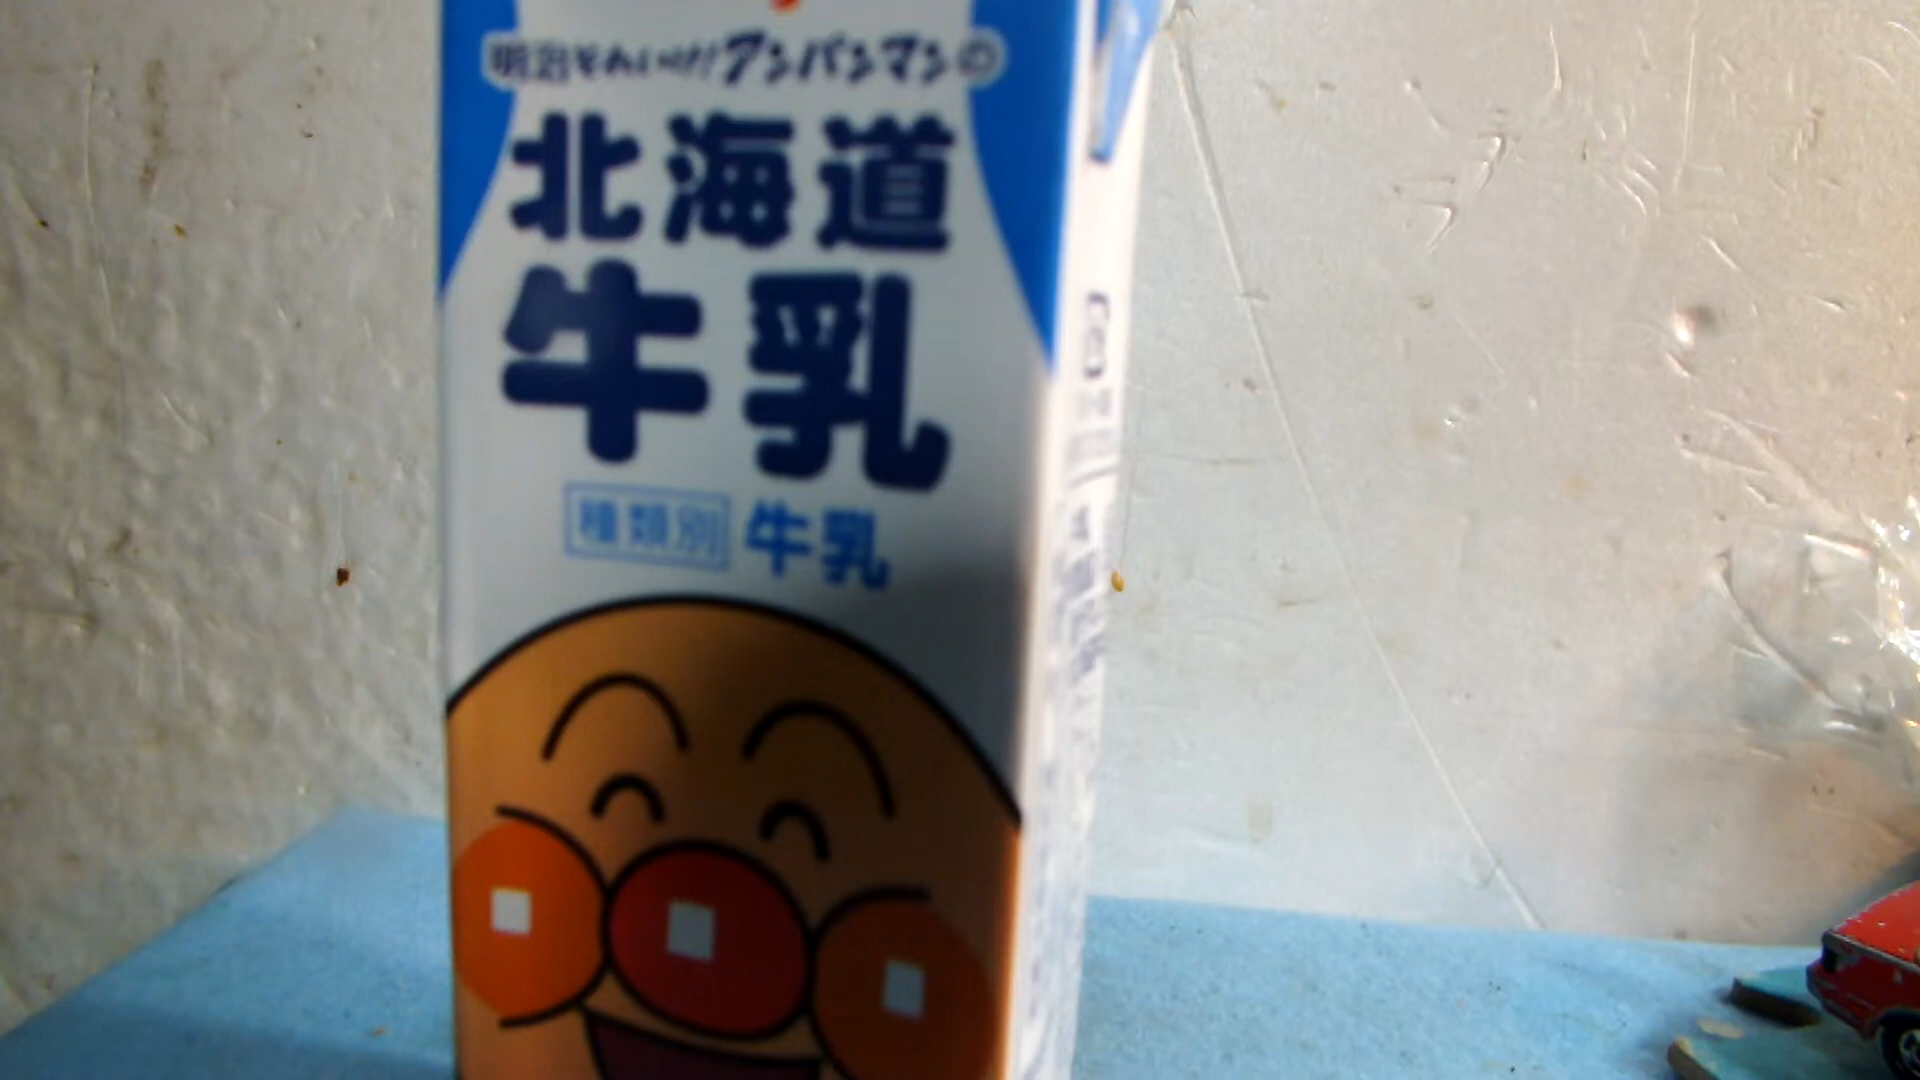 明治それいけ!アンパンマンの
北海道
牛乳
種類別 牛乳